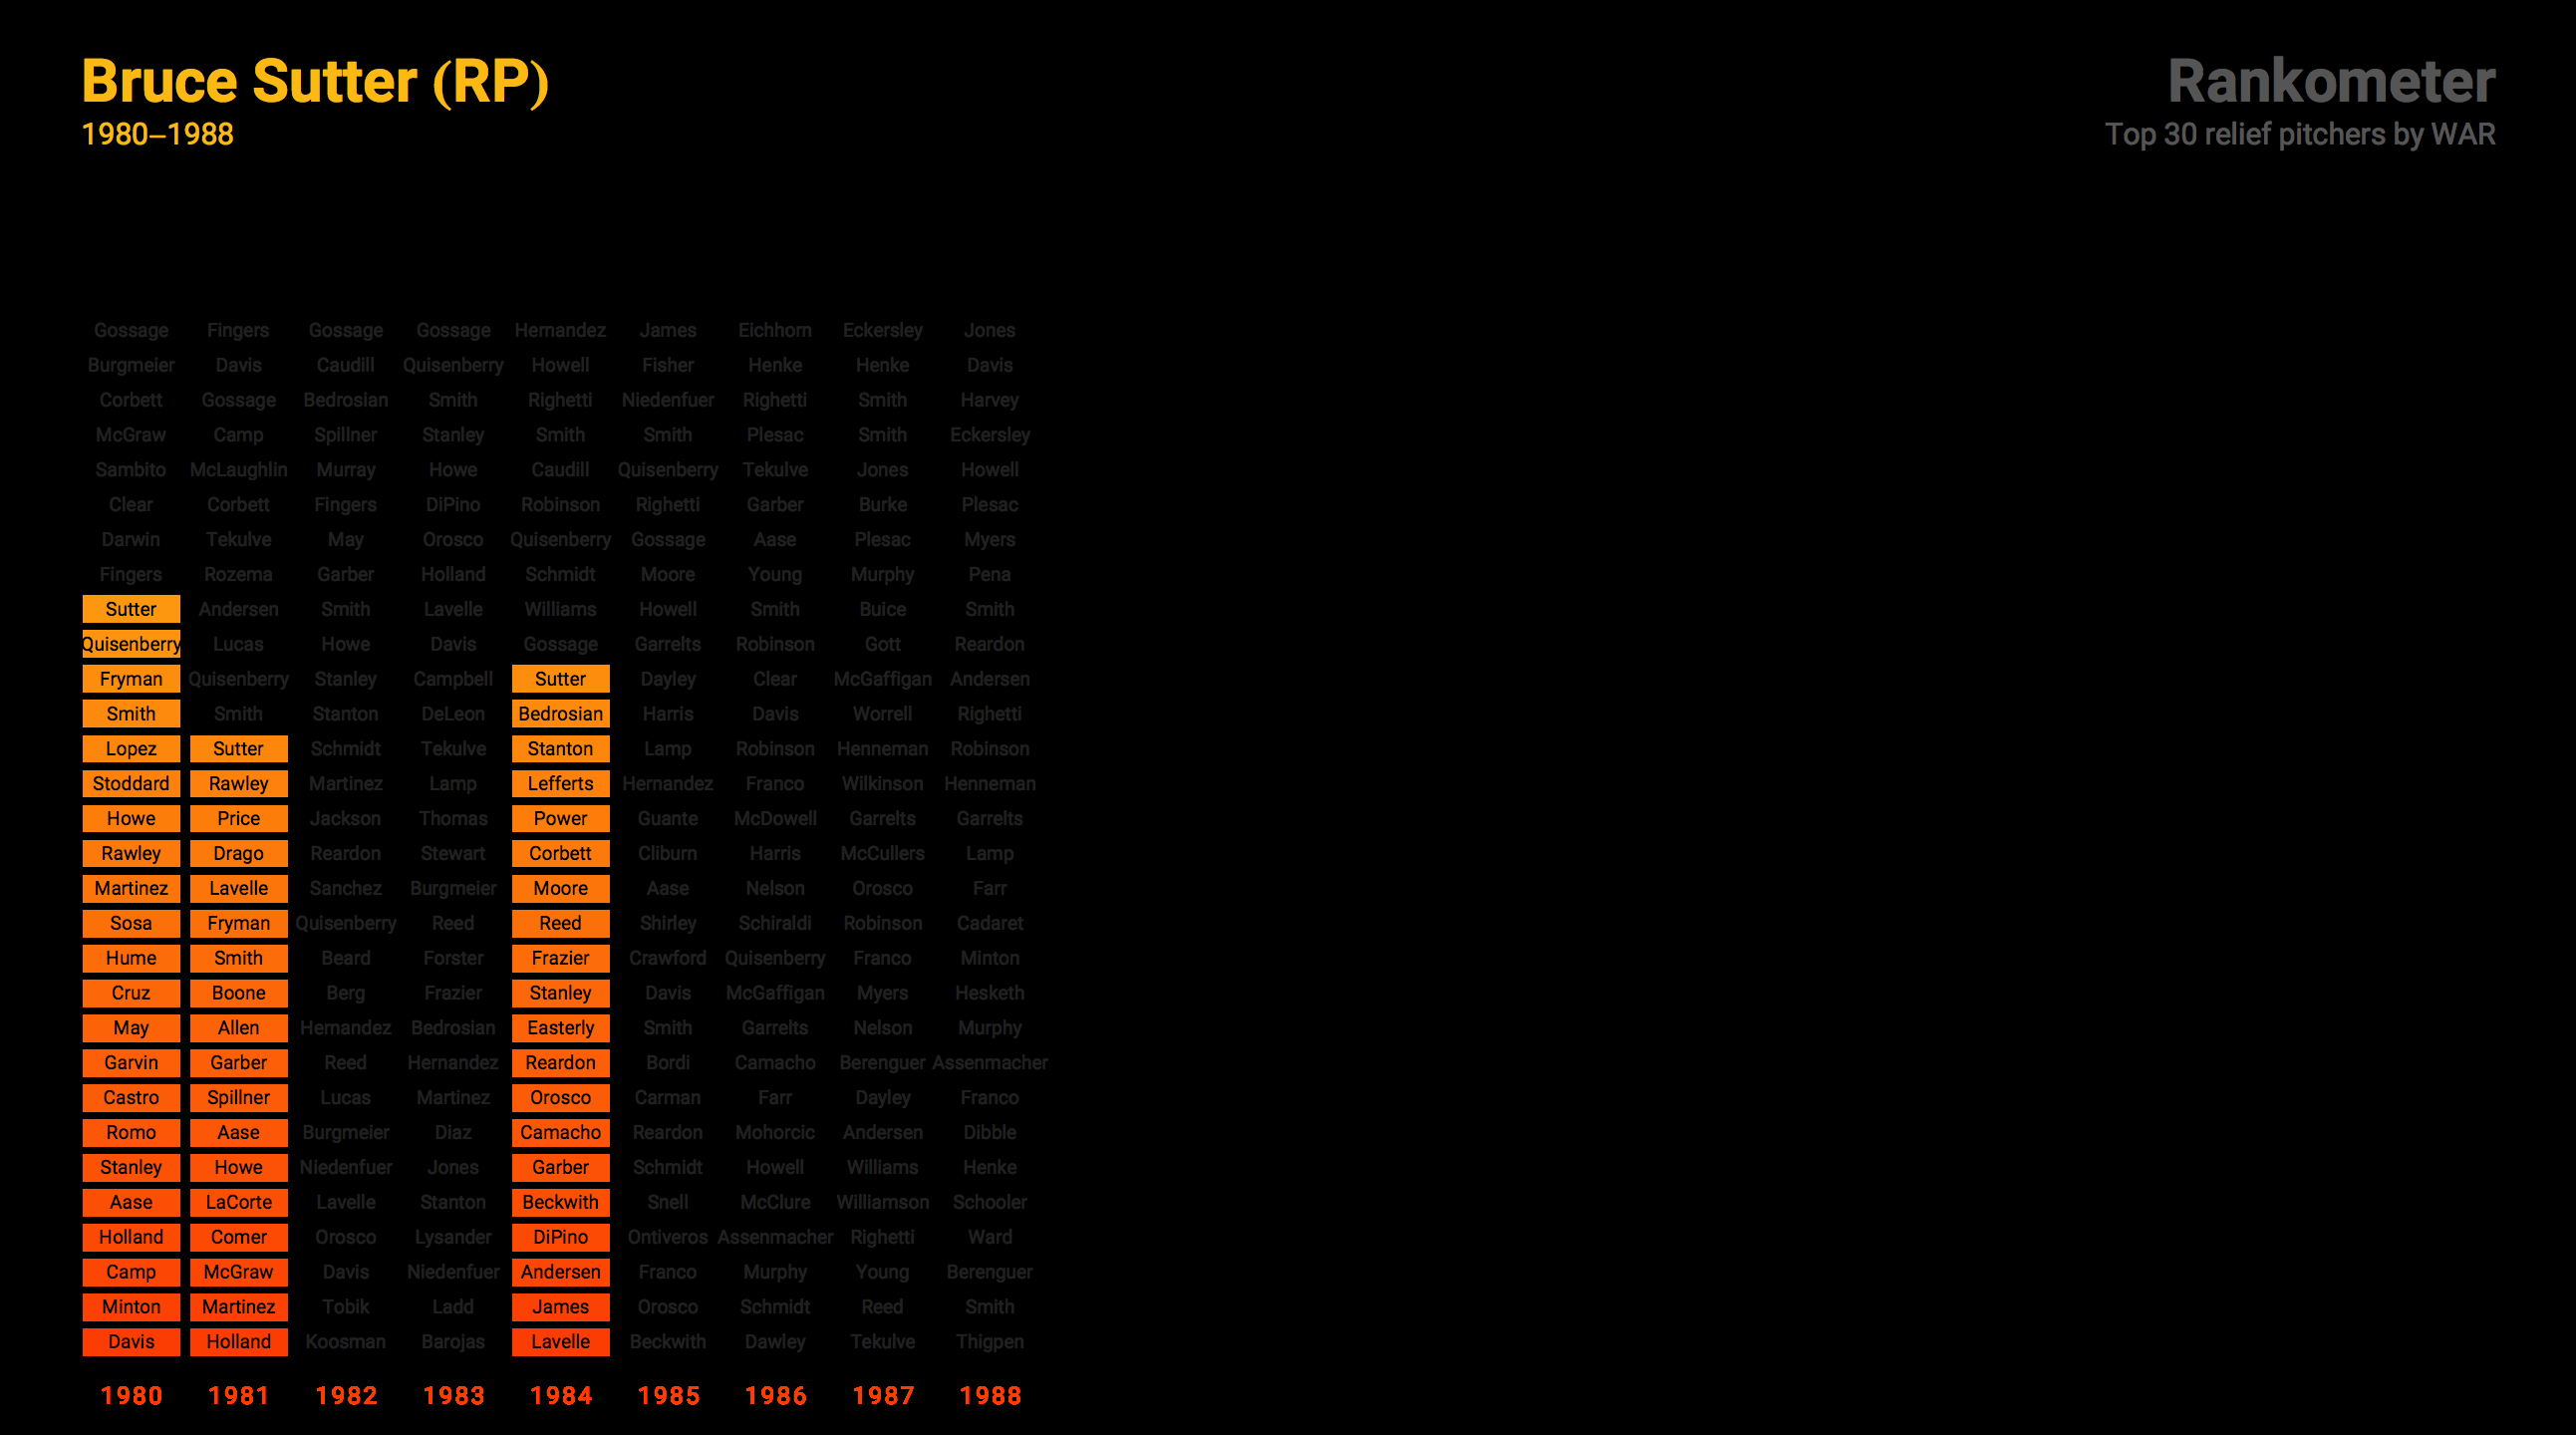 Bruce Sutter (RP)
1980–1988
Rankometer
Top 30 relief pitchers by WAR
Gossage Fingers Gossage Gossage Hernandez James Eichhorn Eckersley Jones
Burgmeier Davis Caudill Quisenberry Howell Fisher Henke Henke Davis
Corbett Gossage Bedrosian Smith Righetti Niedenfuer Righetti Smith Harvey
McGraw Camp Spillner Stanley Smith Smith Plesac Smith Eckersley
Sambito McLaughlin Murray Howe Caudill Quisenberry Tekulve Jones Howell
Clear Corbett Fingers DiPino Robinson Righetti Garber Burke Plesac
Darwin Tekulve May Orosco Quisenberry Gossage Aase Plesac Myers
Fingers Rozema Garber Holland Schmidt Moore Young Murphy Pena
Sutter Andersen Smith Lavelle Williams Howell Smith Buice Smith
Quisenberry Lucas Howe Davis Gossage Garrelts Robinson Gott Reardon
Fryman Quisenberry Stanley Campbell Sutter Dayley Clear McGaffigan Andersen
Smith Smith Stanton DeLeon Bedrosian Harris Davis Worrell Righetti
Lopez Sutter Schmidt Tekulve Stanton Lamp Robinson Henneman Robinson
Stoddard Rawley Martinez Lamp Lefferts Hernandez Franco Wilkinson Henneman
Howe Price Jackson Thomas Power Guante McDowell Garrelts Garrelts
Rawley Drago Reardon Stewart Corbett Cliburn Harris McCullers Lamp
Martinez Lavelle Sanchez Burgmeier Moore Aase Nelson Orosco Farr
Sosa Fryman Quisenberry Reed Reed Shirley Schiraldi Robinson Cadaret
Hume Smith Beard Forster Frazier Crawford Quisenberry Franco Minton
Cruz Boone Berg Frazier Stanley Davis McGaffigan Myers Hesketh
May Allen Hernandez Bedrosian Easterly Smith Garrelts Nelson Murphy
Garvin Garber Reed Hernandez Reardon Bordi Camacho Berenguer Assenmacher
Castro Spillner Lucas Martinez Orosco Carman Farr Dayley Franco
Romo Aase Burgmeier Diaz Camacho Reardon Mohorcic Andersen Dibble
Stanley Howe Niedenfuer Jones Garber Schmidt Howell Williams Henke
Aase LaCorte Lavelle Stanton Beckwith Snell McClure Williamson Schooler
Holland Comer Orosco Lysander DiPino Ontiveros Assenmacher Righetti Ward
Camp McGraw Davis Niedenfuer Andersen Franco Murphy Young Berenguer
Minton Martinez Tobik Ladd James Orosco Schmidt Reed Smith
Davis Holland Koosman Barojas Lavelle Beckwith Dawley Tekulve Thigpen
1980 1981 1982 1983 1984 1985 1986 1987 1988